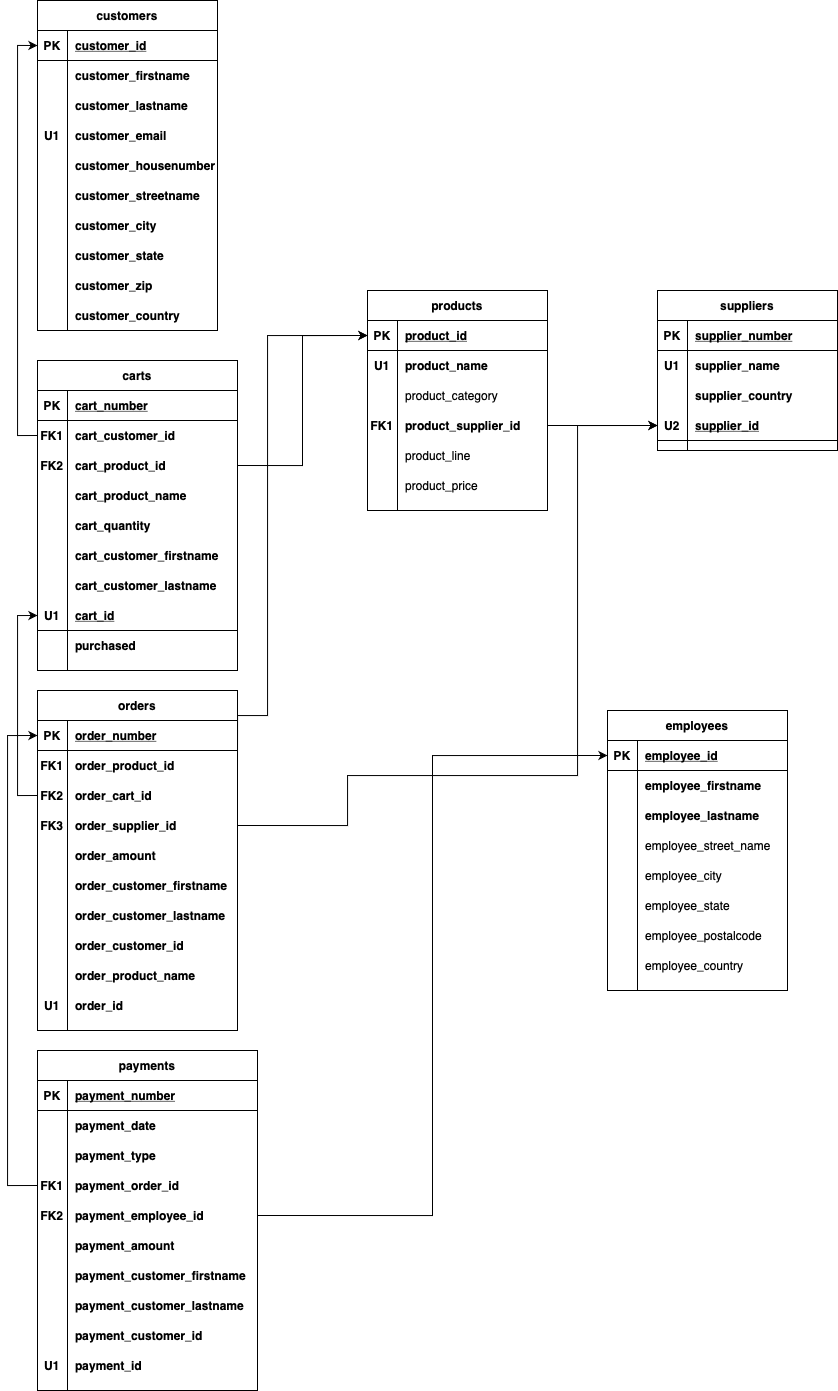 customers
PK customer_id
customer_firstname
customer_lastname
U1 customer_email
customer_housenumber
customer_streetname
customer_city
customer_state
customer_zip
customer_country
carts
PK cart_number
FK1 cart_customer_id
FK2 cart_product_id
cart_product_name
cart_quantity
cart_customer_firstname
cart_customer_lastname
U1 cart_id
purchased
orders
PK order_number
FK1 order_product_id
FK2 order_cart_id
FK3 order_supplier_id
order_amount
order_customer_firstname
order_customer_lastname
order_customer_id
order_product_name
U1 order_id
payments
PK payment_number
payment_date
payment_type
FK1 payment_order_id
FK2 payment_employee_id
payment_amount
payment_customer_firstname
payment_customer_lastname
payment_customer_id
U1 payment_id
products
PK product_id
U1 product_name
product_category
FK1 product_supplier_id
product_line
product_price
suppliers
PK supplier_number
U1 supplier_name
supplier_country
U2 supplier_id
employees
PK employee_id
employee_firstname
employee_lastname
employee_street_name
employee_city
employee_state
employee_postalcode
employee_country